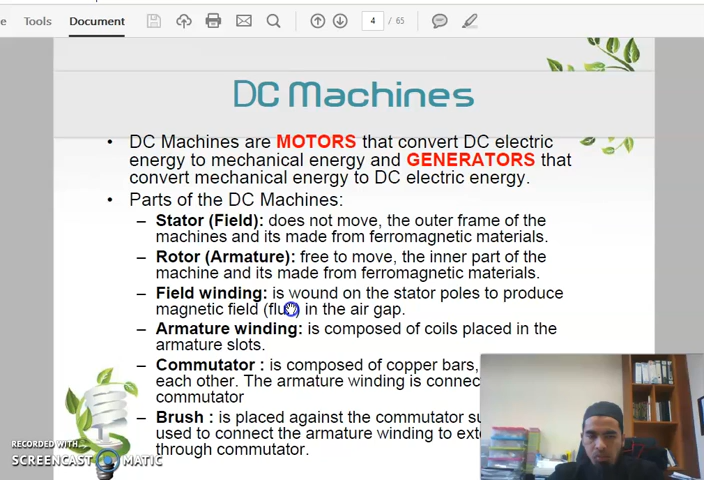 Tools Document 4 / 65
DC Machines
• DC Machines are MOTORS that convert DC electric
energy to mechanical energy and GENERATORS that
convert mechanical energy to DC electric energy.
• Parts of the DC Machines:
– Stator (Field): does not move, the outer frame of the
machines and its made from ferromagnetic materials.
– Rotor (Armature): free to move, the inner part of the
machine and its made from ferromagnetic materials.
– Field winding: is wound on the stator poles to produce
magnetic field (flu) in the air gap.
– Armature winding: is composed of coils placed in the
armature slots.
– Commutator : is composed of copper bars,
each other. The armature winding is connec
commutator
– Brush : is placed against the commutator su
used to connect the armature winding to exte
through commutator.
RECORDED WITH
SCREENCAST MATIC